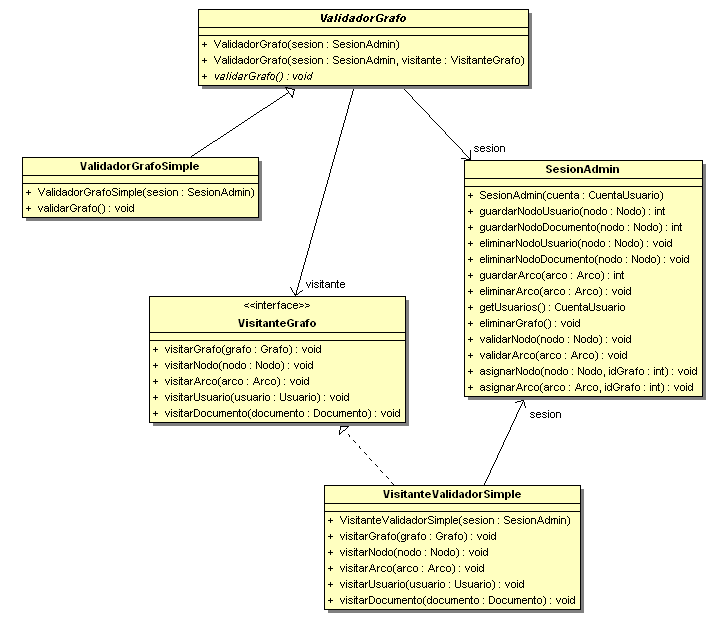 ValidadorGrafo
+ ValidadorGrafo(sesion : SesionAdmin)
+ ValidadorGrafo(sesion : SesionAdmin, visitante : VisitanteGrafo)
+ validarGrafo() : void
ValidadorGrafoSimple
+ ValidadorGrafoSimple(sesion : SesionAdmin)
+ validarGrafo() : void
sesion
SesionAdmin
+ SesionAdmin(cuenta : CuentaUsuario)
+ guardarNodoUsuario(nodo : Nodo) : int
+ guardarNodoDocumento(nodo : Nodo) : int
+ eliminarNodoUsuario(nodo : Nodo) : void
+ eliminarNodoDocumento(nodo : Nodo) : void
+ guardarArco(arco : Arco) : int
+ eliminarArco(arco : Arco) : void
+ getUsuarios() : CuentaUsuario
+ eliminarGrafo() : void
+ validarNodo(nodo : Nodo) : void
+ validarArco(arco : Arco) : void
+ asignarNodo(nodo : Nodo, idGrafo : int) : void
+ asignarArco(arco : Arco, idGrafo : int) : void
visitante
<<interface>>
VisitanteGrafo
+ visitarGrafo(grafo : Grafo) : void
+ visitarNodo(nodo : Nodo) : void
+ visitarArco(arco : Arco) : void
+ visitarUsuario(usuario : Usuario) : void
+ visitarDocumento(documento : Documento) : void
sesion
VisitanteValidadorSimple
+ VisitanteValidadorSimple(sesion : SesionAdmin)
+ visitarGrafo(grafo : Grafo) : void
+ visitarNodo(nodo : Nodo) : void
+ visitarArco(arco : Arco) : void
+ visitarUsuario(usuario : Usuario) : void
+ visitarDocumento(documento : Documento) : void